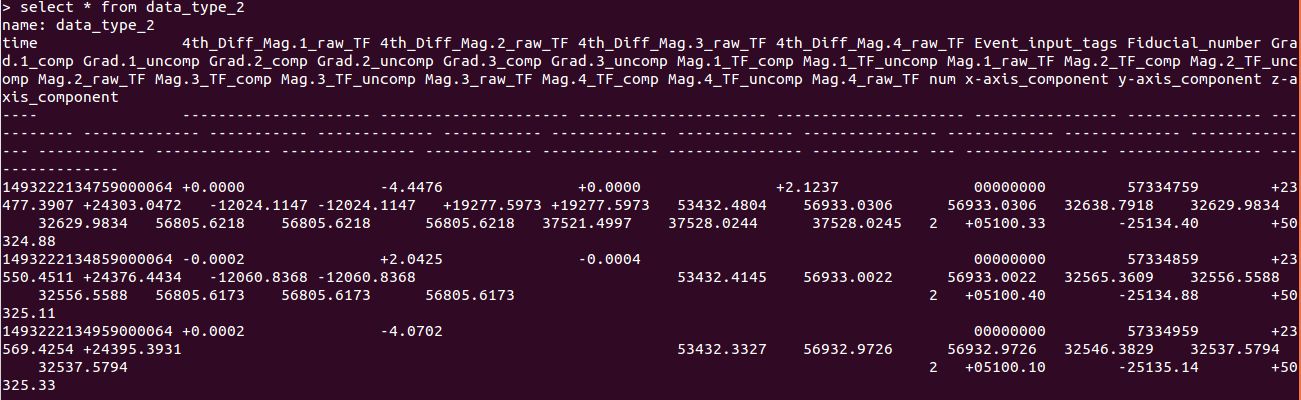 > select * from data_type_2
name: data_type_2
time                4th_Diff_Mag.1_raw_TF 4th_Diff_Mag.2_raw_TF 4th_Diff_Mag.3_raw_TF 4th_Diff_Mag.4_raw_TF Event_input_tags Fiducial_number Gra
d.1_comp Grad.1_uncomp Grad.2_comp Grad.2_uncomp Grad.3_comp Grad.3_uncomp Mag.1_TF_comp Mag.1_TF_uncomp Mag.1_raw_TF Mag.2_TF_comp Mag.2_TF_unc
omp Mag.2_raw_TF Mag.3_TF_comp Mag.3_TF_uncomp Mag.3_raw_TF Mag.4_TF_comp Mag.4_TF_uncomp Mag.4_raw_TF num x-axis_component y-axis_component z-a
xis_component
----                --------------------- --------------------- --------------------- --------------------- ---------------- --------------- ---
-------- ------------- ----------- ------------- ----------- ------------- ------------- --------------- ------------ ------------- ------------
--- ------------ ------------- --------------- ------------ ------------- --------------- ------------ --- ---------------- ---------------- ---
-------------
1493222134759000064 +0.0000               -4.4476               +0.0000               +2.1237               00000000         57334759        +23
477.3907 +24303.0472   -12024.1147 -12024.1147   +19277.5973 +19277.5973   53432.4804    56933.0306      56933.0306   32638.7918    32629.9834
    32629.9834   56805.6218    56805.6218      56805.6218   37521.4997    37528.0244      37528.0245   2   +05100.33        -25134.40        +50
324.88
1493222134859000064 -0.0002               +2.0425               -0.0004                                     00000000         57334859        +23
550.4511 +24376.4434   -12060.8368 -12060.8368                             53432.4145    56933.0022      56933.0022   32565.3609    32556.5588
    32556.5588   56805.6173    56805.6173      56805.6173                                              2   +05100.40        -25134.88        +50
325.11
1493222134959000064 +0.0002               -4.0702                                                           00000000         57334959        +23
569.4254 +24395.3931                                                       53432.3327    56932.9726      56932.9726   32546.3829    32537.5794
    32537.5794                                                                                         2   +05100.10        -25135.14        +50
325.33